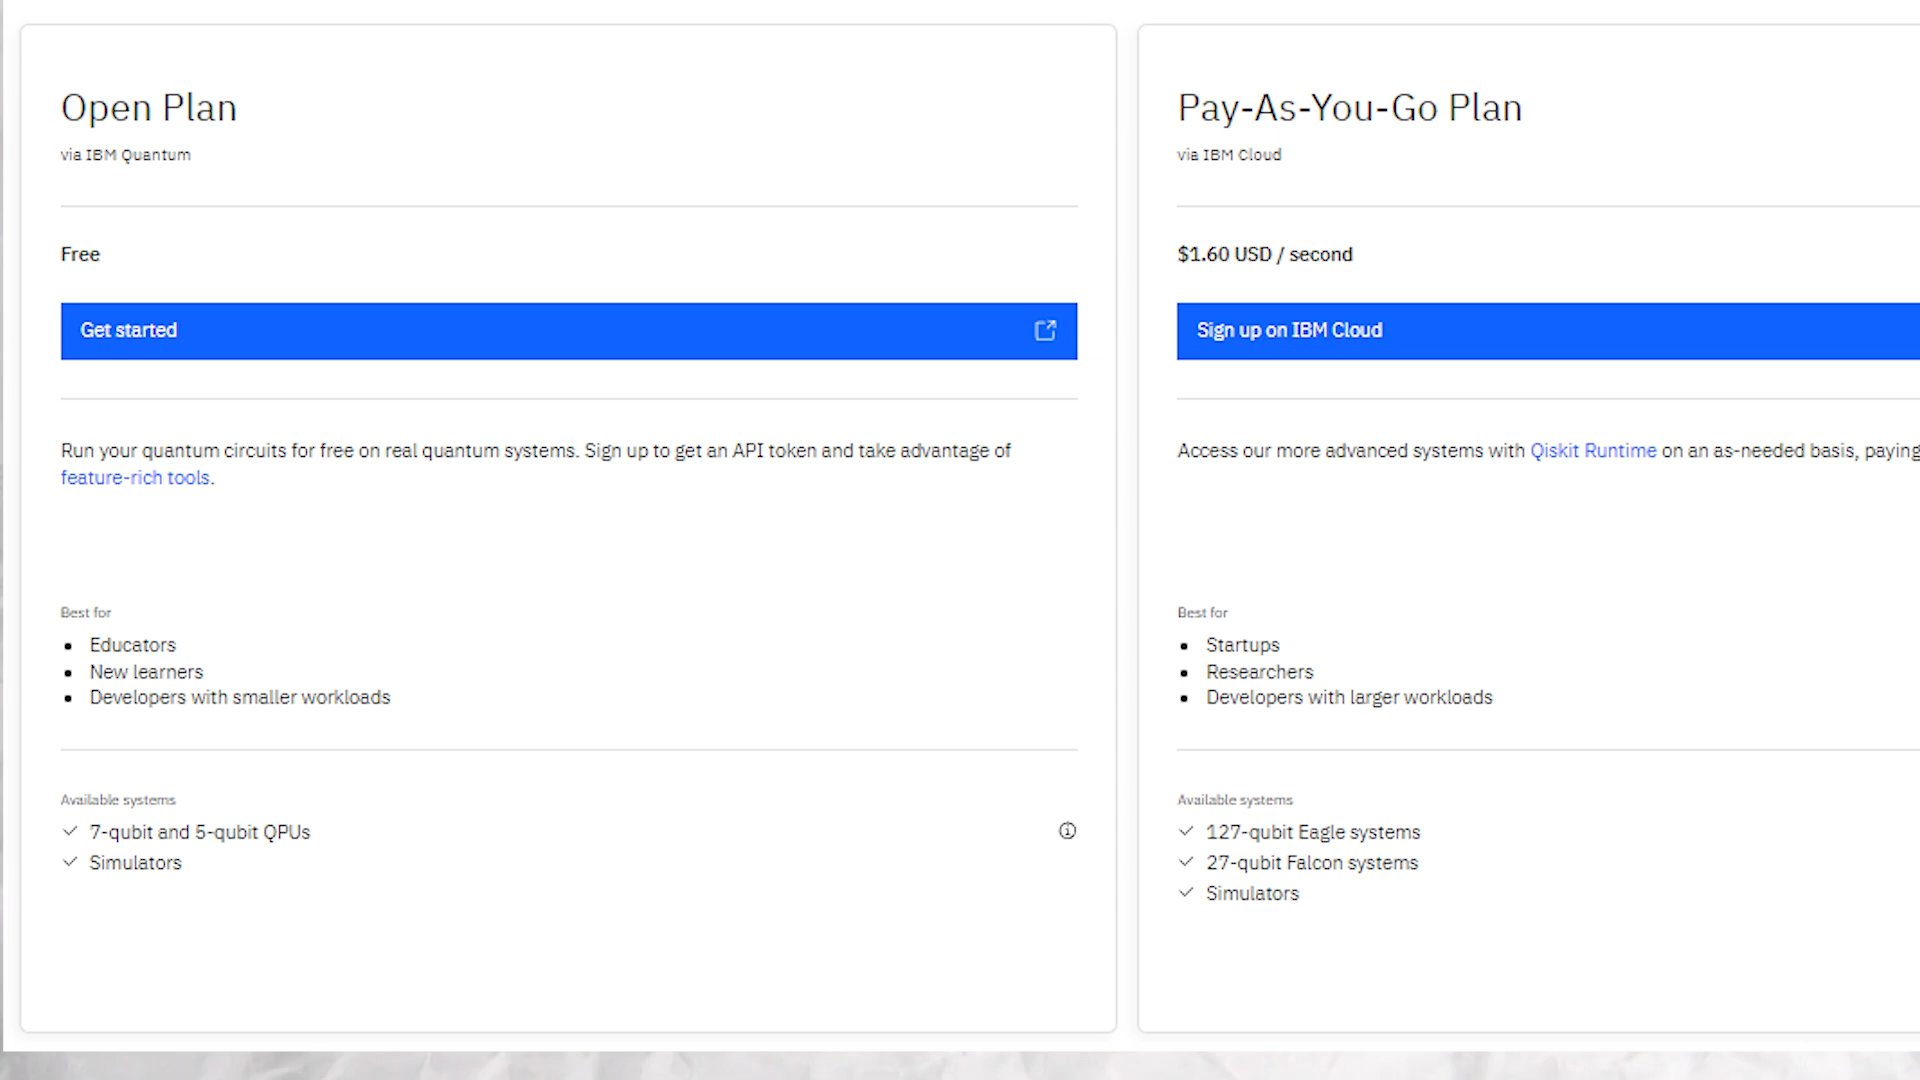 Open Plan
via IBM Quantum
Free
Get started
Run your quantum circuits for free on real quantum systems. Sign up to get an API token and take advantage of
feature-rich tools.
Best for
Educators
New learners
Developers with smaller workloads
Available systems
7-qubit and 5-qubit QPUs
Simulators
Pay-As-You-Go Plan
via IBM Cloud
$1.60 USD / second
Sign up on IBM Cloud
Access our more advanced systems with Qiskit Runtime on an as-needed basis, paying
Best for
Startups
Researchers
Developers with larger workloads
Available systems
127-qubit Eagle systems
27-qubit Falcon systems
Simulators